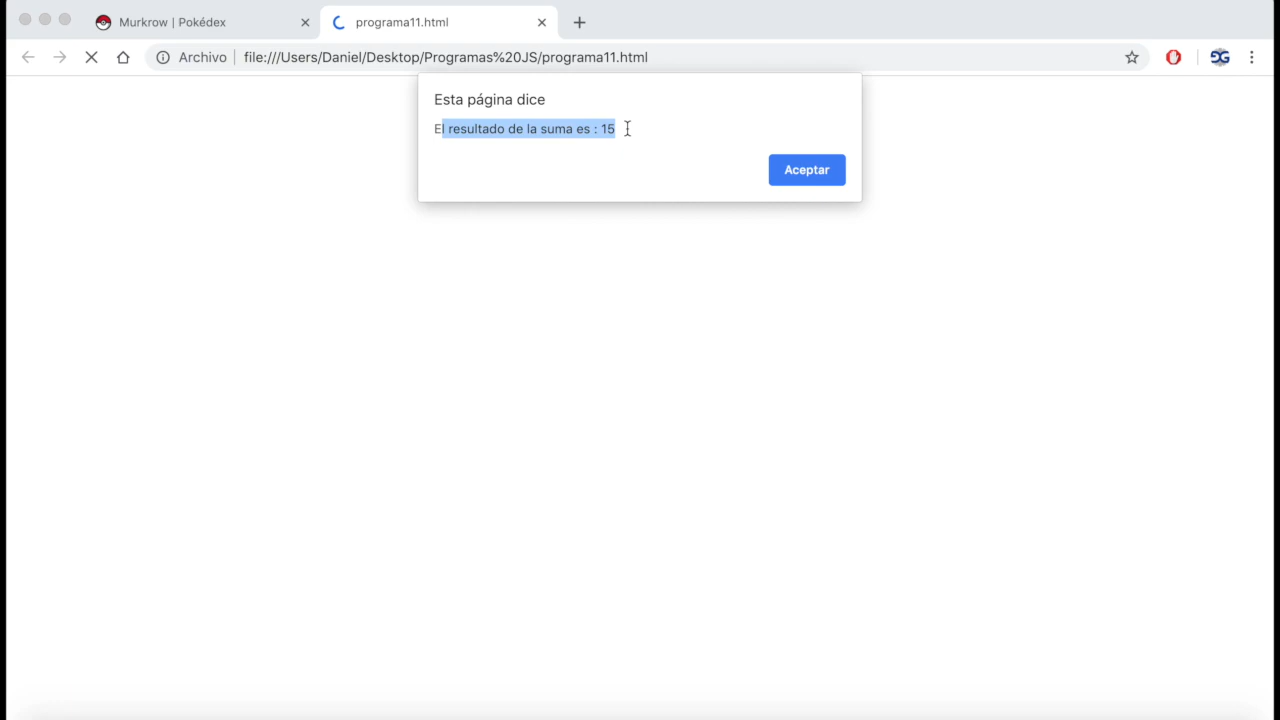 Murkrow | Pokédex
programa11.html
Archivo
file:///Users/Daniel/Desktop/Programas%20JS/programa11.html
Esta página dice
El resultado de la suma es : 15
Aceptar